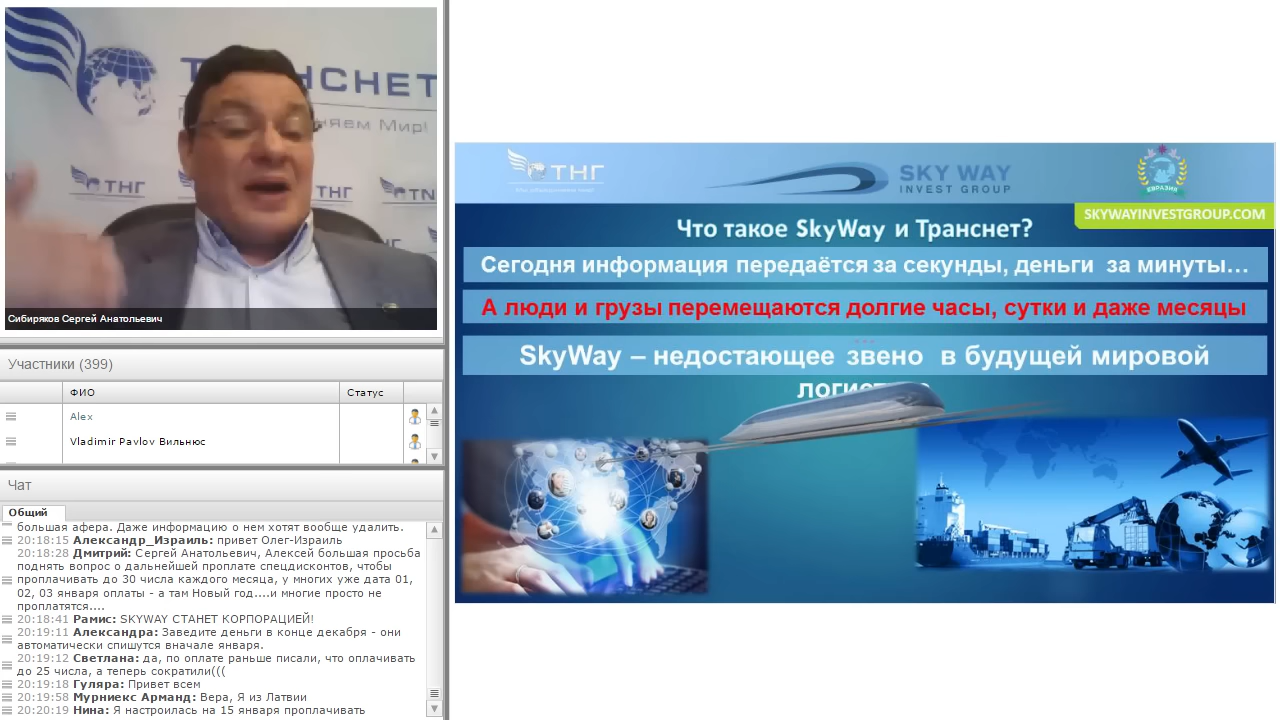 ТРАНСНЕТ
няем Мир!
ТНГ
ТНГ
TN
Сибиряков Сергей Анатольевич
Участники (399)
ФИО
Статус
Alex
Vladimir Pavlov Вильнюс
Чат
Общий
большая афера. Даже информацию о нем хотят вообще удалить.
20:18:15 Александр_Израиль: привет Олег-Израиль
20:18:28 Дмитрий: Сергей Анатольевич, Алексей большая просьба
поднять вопрос о дальнейшей проплате спецдисконтов, чтобы
проплачивать до 30 числа каждого месяца, у многих уже дата 01,
02, 03 января оплаты - а там Новый год....и многие просто не
проплатятся....
20:18:41 Рамис: SKYWAY СТАНЕТ КОРПОРАЦИЕЙ!
20:19:11 Александра: Заведите деньги в конце декабря - они
автоматически спишутся вначале января.
20:19:12 Светлана: да, по оплате раньше писали, что оплачивать
до 25 числа, а теперь сократили(((
20:19:18 Гуляра: Привет всем
20:19:58 Мурниекс Арманд: Вера, Я из Латвии
20:20:19 Нина: Я настроилась на 15 января проплачивать
ТНГ
SKY WAY
INVEST GROUP
ЕВРАЗИЯ
SKYWAYINVESTGROUP.COM
Что такое SkyWay и Транснет?
Сегодня информация передаётся за секунды, деньги за минуты...
А люди и грузы перемещаются долгие часы, сутки и даже месяцы
SkyWay – недостающее звено в будущей мировой